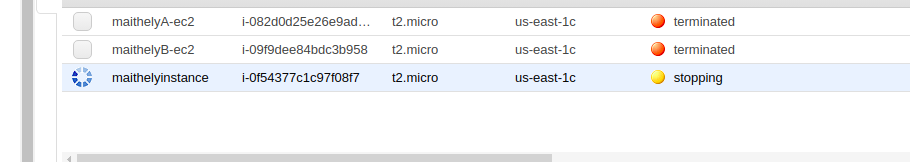 maithelyA-ec2 i-082d0d25e26e9ad… t2.micro us-east-1c terminated
maithelyB-ec2 i-09f9dee84bdc3b958 t2.micro us-east-1c terminated
maithelyinstance i-0f54377c1c97f08f7 t2.micro us-east-1c stopping